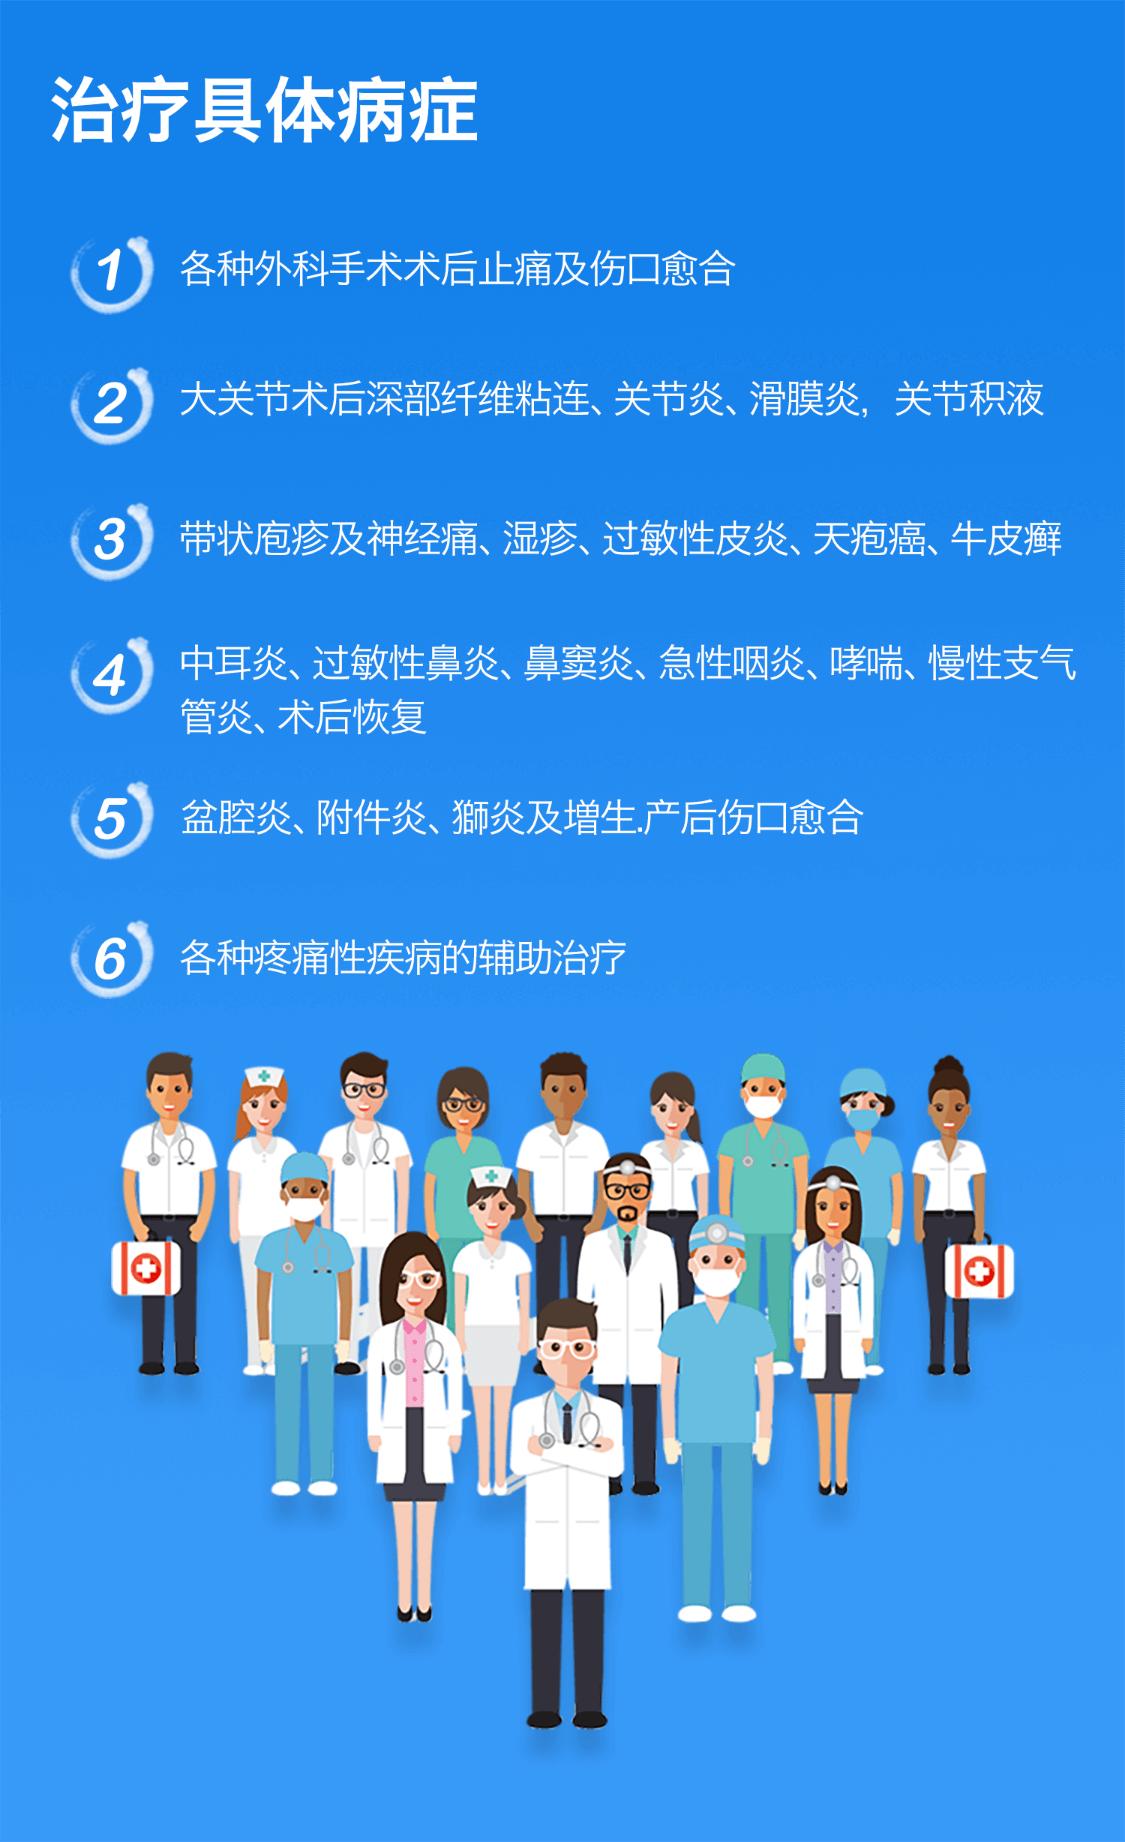 治疗具体病症
1 各种外科手术术后止痛及伤口愈合
2 大关节术后深部纤维粘连、关节炎、滑膜炎，关节积液
3 带状庖疹及神经痛、湿疹、过敏性皮炎、天疱癌、牛皮癣
4 中耳炎、过敏性鼻炎、鼻窦炎、急性咽炎、哮喘、慢性支气
管炎、术后恢复
5 盆腔炎、附件炎、獅炎及増生.产后伤口愈合
6 各种疼痛性疾病的辅助治疗